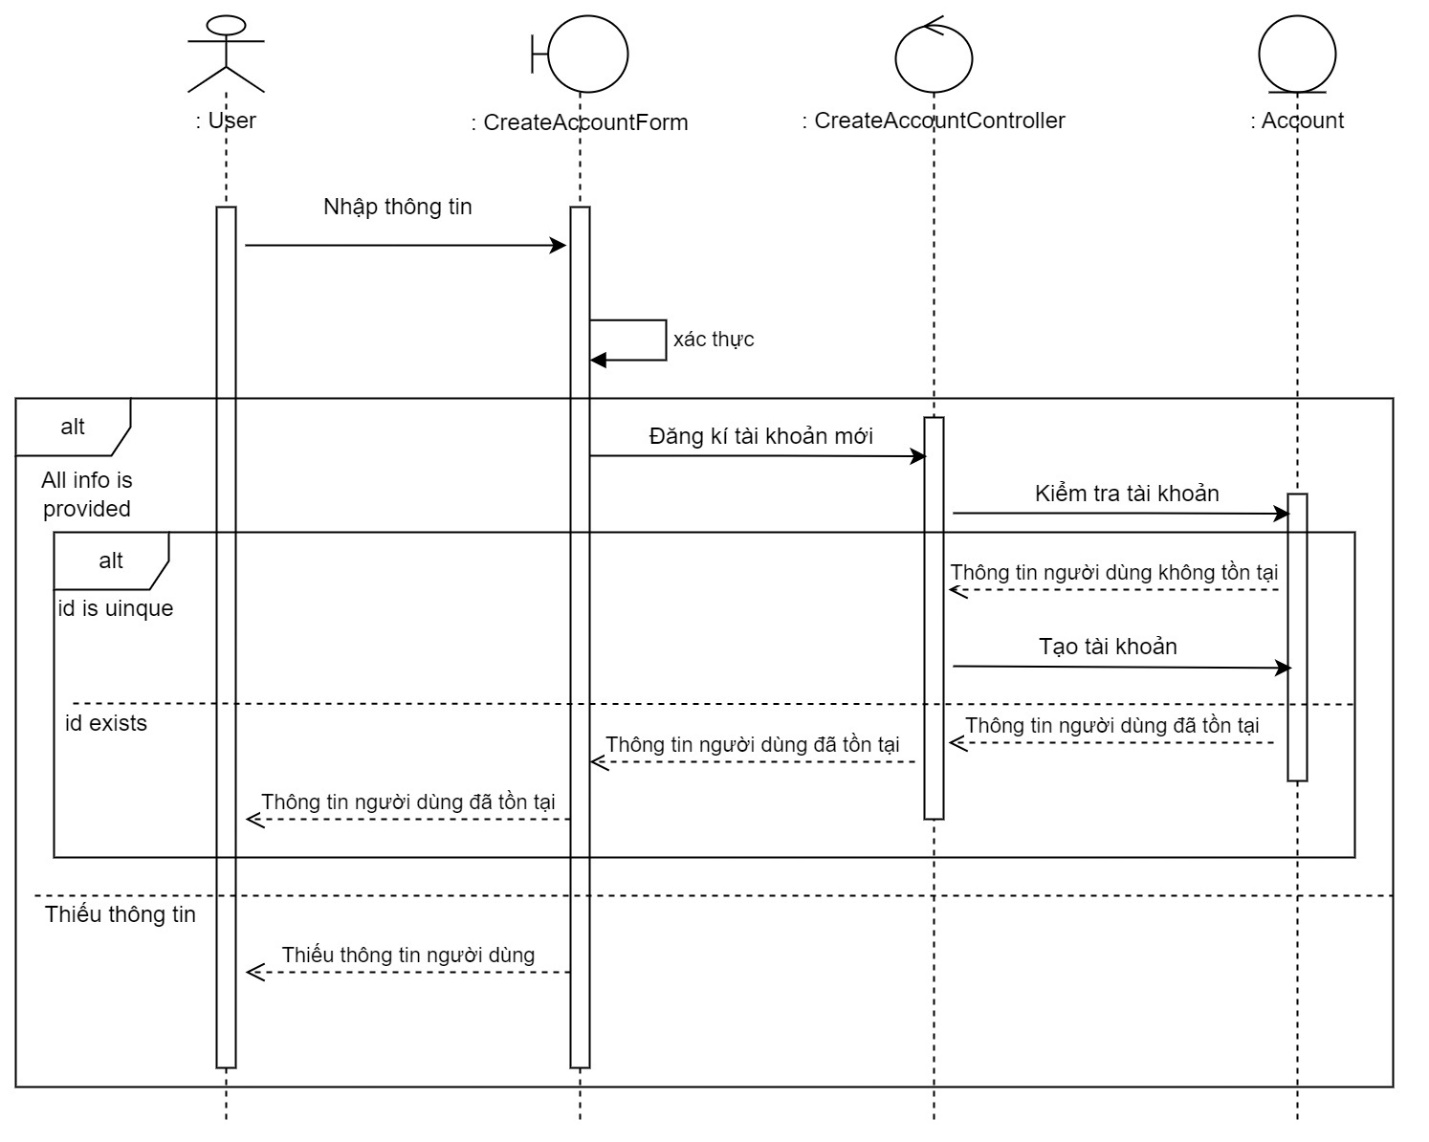 : User
: CreateAccountForm
: CreateAccountController
: Account
Nhập thông tin
xác thực
alt
Đăng kí tài khoản mới
All info is
provided
Kiểm tra tài khoản
alt
Thông tin người dùng không tồn tại
id is uinque
Tạo tài khoản
id exists
Thông tin người dùng đã tồn tại
Thông tin người dùng đã tồn tại
Thông tin người dùng đã tồn tại
Thiếu thông tin
Thiếu thông tin người dùng